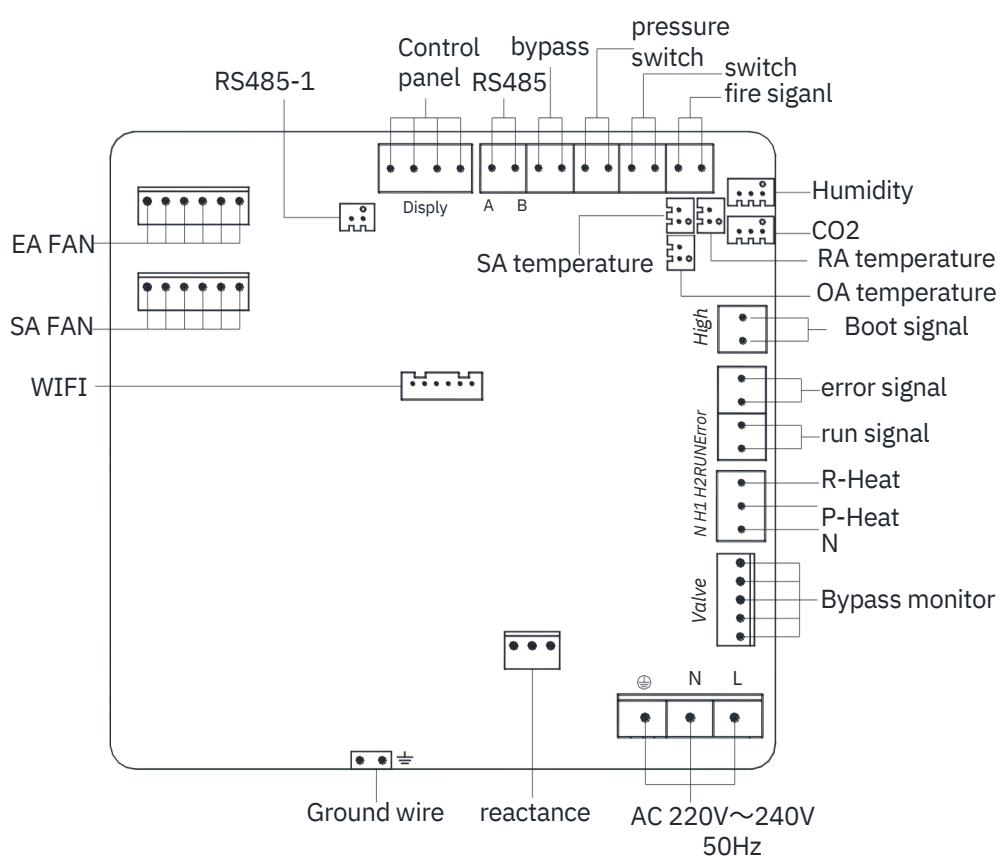 pressure
switch
Control
panel
bypass
RS485
RS485-1
switch
fire siganl
Disply
A
B
Humidity
CO2
RA temperature
OA temperature
SA temperature
EA FAN
SA FAN
WIFI
High
Boot signal
error signal
run signal
N H1 H2RUNError
R-Heat
P-Heat
N
Valve
Bypass monitor
N
L
Ground wire
reactance
AC 220V～240V
50Hz